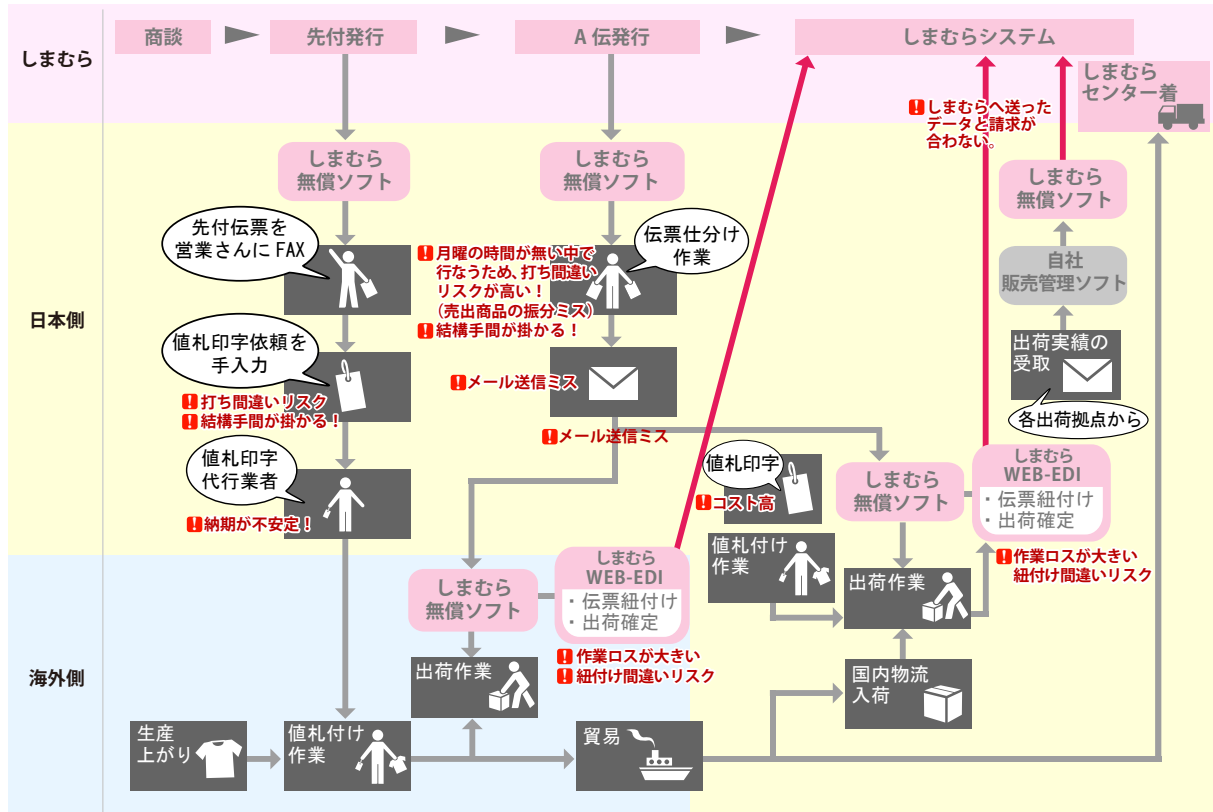 しまむら
商談
先付発行
A 伝発行
しまむらシステム
しまむら
センター着
しまむらへ送った
データと請求が
合わない。
日本側
しまむら
無償ソフト
しまむら
無償ソフト
しまむら
無償ソフト
先付伝票を
営業さんに FAX
月曜の時間が無い中で
行なうため、打ち間違い
リスクが高い！
（売出商品の振分ミス）
結構手間が掛かる！
伝票仕分け
作業
自社
販売管理ソフト
値札印字依頼を
手入力
打ち間違いリスク
結構手間が掛かる！
メール送信ミス
出荷実績の
受取
各出荷拠点から
メール送信ミス
値札印字
代行業者
納期が不安定！
値札印字
コスト高
しまむら
無償ソフト
しまむら
WEB-EDI
・伝票紐付け
・出荷確定
作業ロスが大きい
紐付け間違いリスク
値札付け
作業
出荷作業
国内物流
入荷
海外側
しまむら
無償ソフト
しまむら
WEB-EDI
・伝票紐付け
・出荷確定
作業ロスが大きい
紐付け間違いリスク
出荷作業
生産
上がり
値札付け
作業
貿易